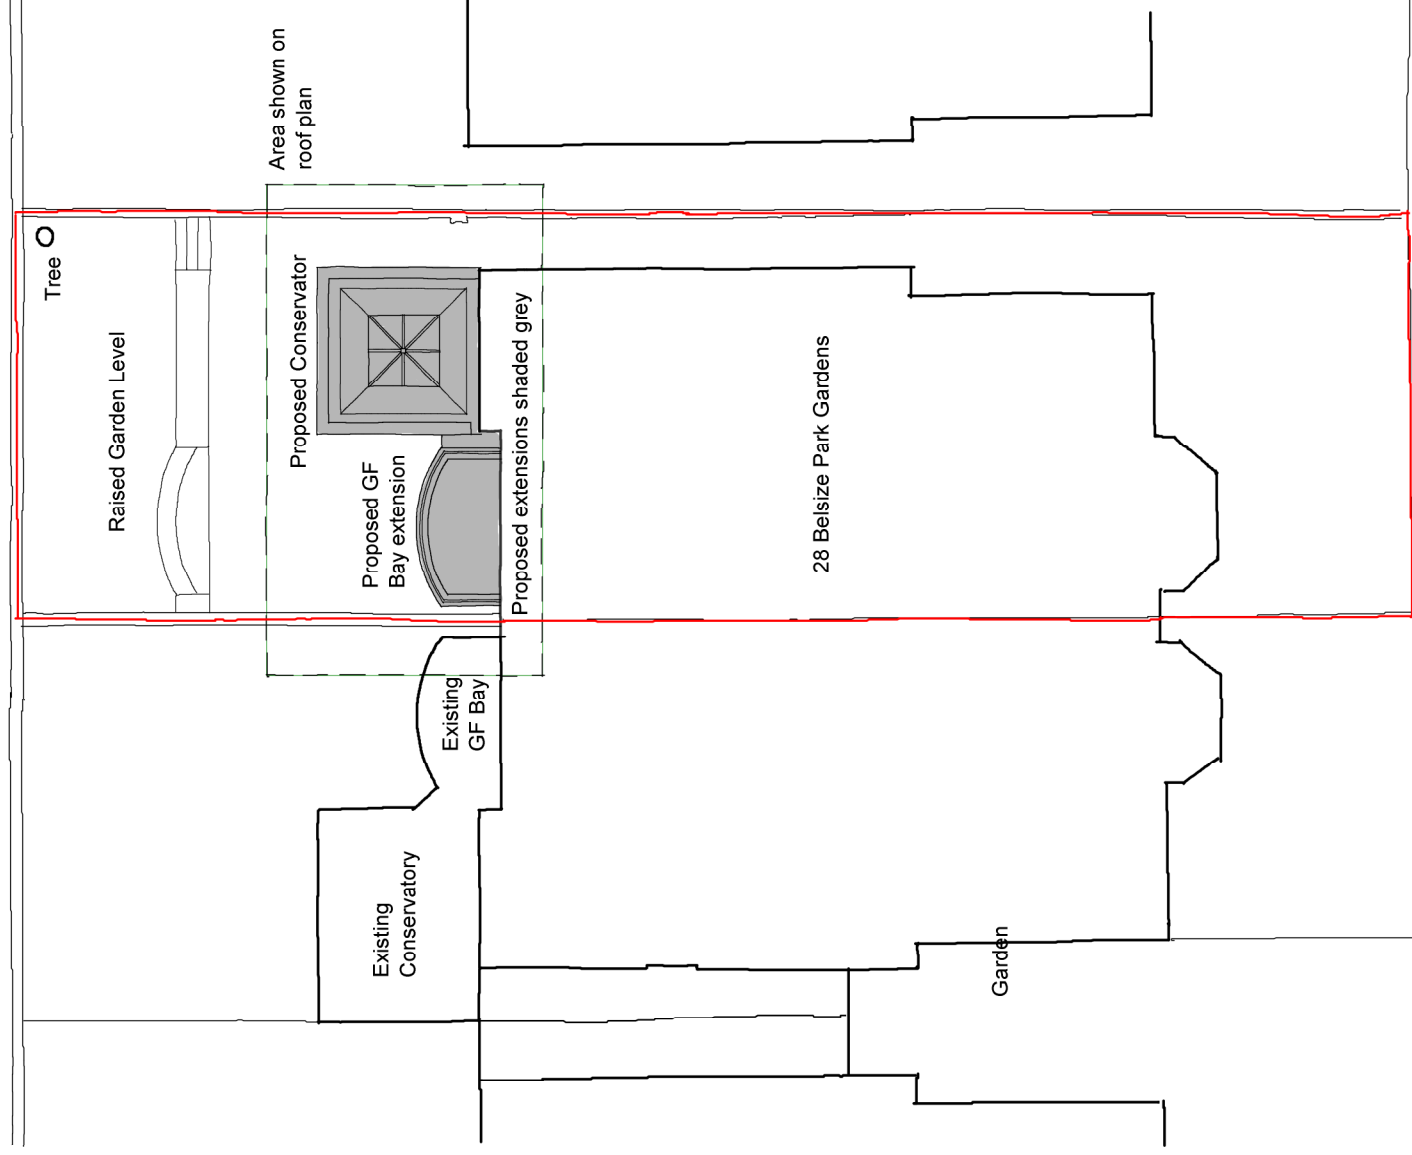 Tree
Raised Garden Level
Area shown on
roof plan
Proposed Conservator
Proposed GF
Bay extension
Proposed extensions shaded grey
28 Belsize Park Gardens
Existing
GF Bay
Existing
Conservatory
Garden